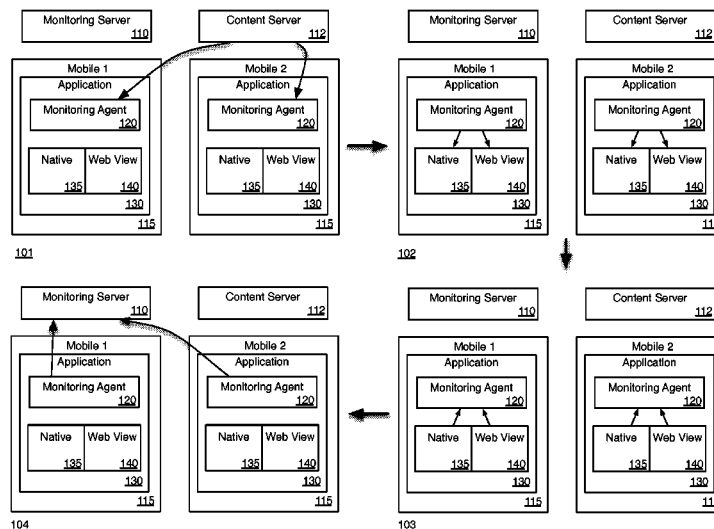 Monitoring Server
110
Content Server
112
Mobile 1
Application
Monitoring Agent
120
Native
135
Web View
140
130
115
Mobile 2
Application
Monitoring Agent
120
Native
135
Web View
140
130
115
101
Monitoring Server
110
Content Server
112
Mobile 1
Application
Monitoring Agent
120
Native
135
Web View
140
130
115
Mobile 2
Application
Monitoring Agent
120
Native
135
Web View
140
130
102
Monitoring Server
110
Content Server
112
Mobile 1
Application
Monitoring Agent
120
Native
135
Web View
140
130
115
Mobile 2
Application
Monitoring Agent
120
Native
135
Web View
140
130
115
104
Monitoring Server
110
Content Server
112
Mobile 1
Application
Monitoring Agent
120
Native
135
Web View
140
130
115
Mobile 2
Application
Monitoring Agent
120
Native
135
Web View
140
130
103